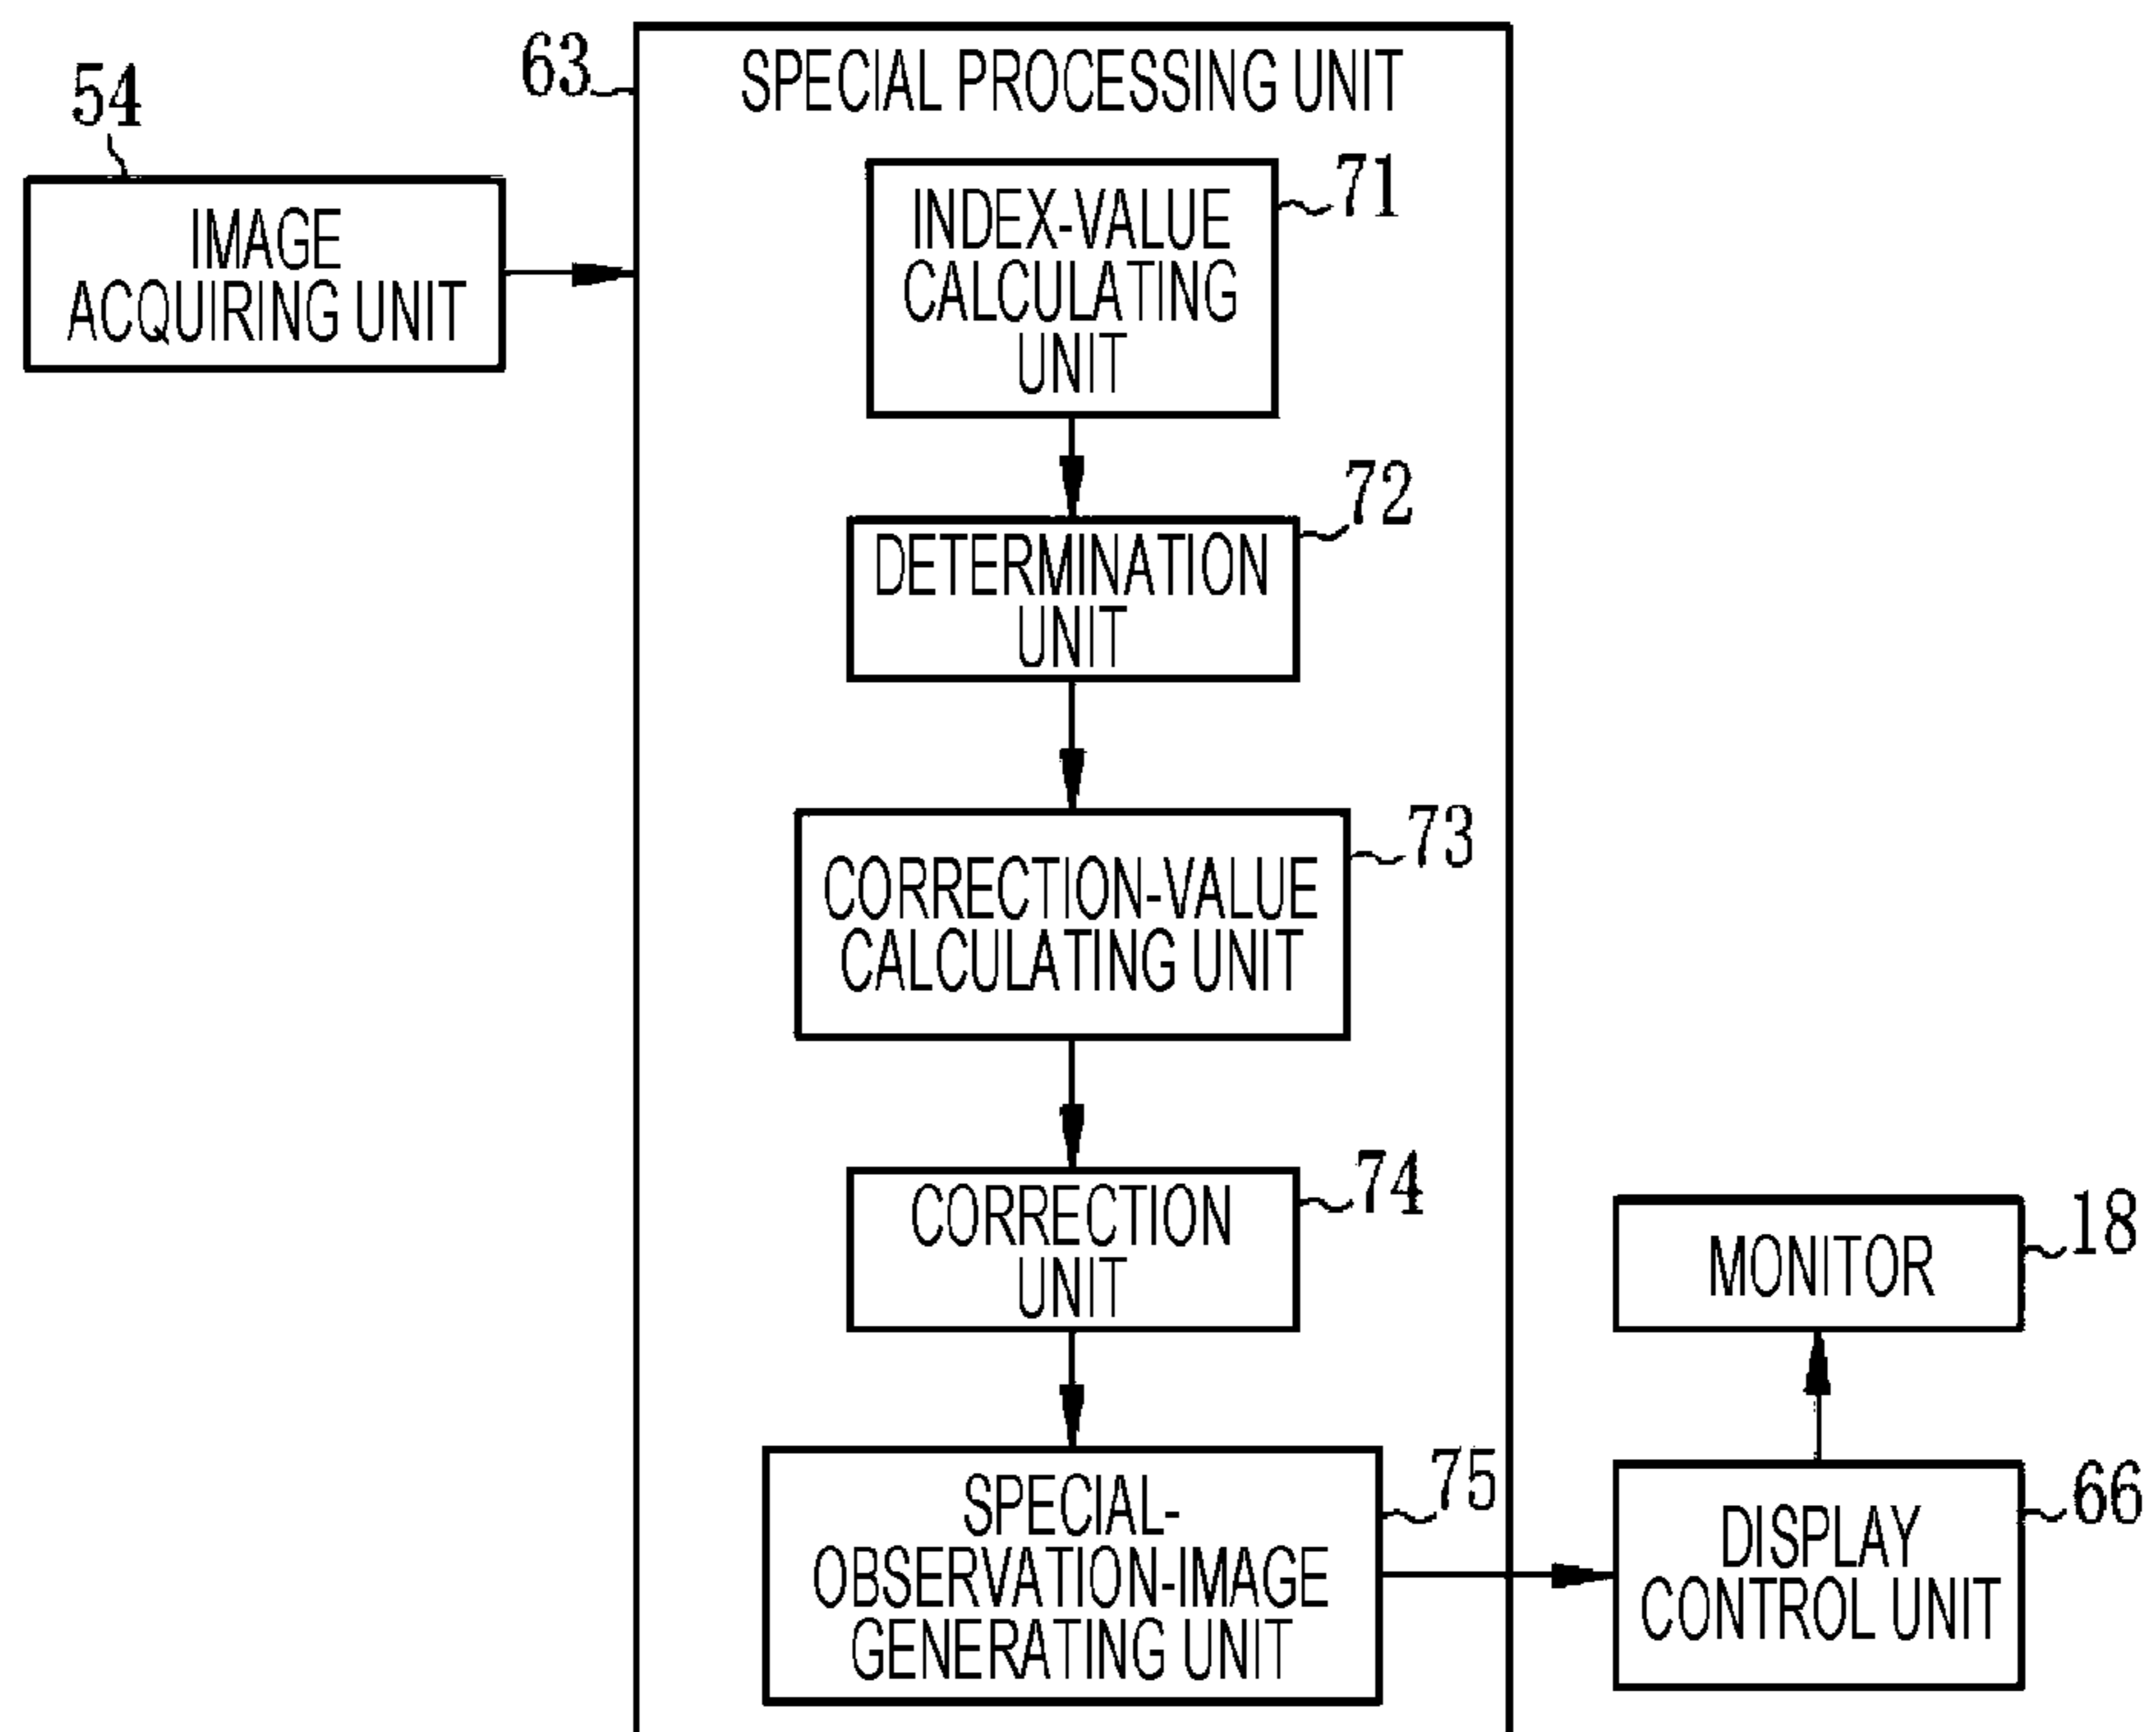 63
SPECIAL PROCESSING UNIT
54
IMAGE
ACQUIRING UNIT
71
INDEX-VALUE
CALCULATING
UNIT
72
DETERMINATION
UNIT
73
CORRECTION-VALUE
CALCULATING UNIT
74
CORRECTION
UNIT
18
MONITOR
75
SPECIAL-
OBSERVATION-IMAGE
GENERATING UNIT
66
DISPLAY
CONTROL UNIT